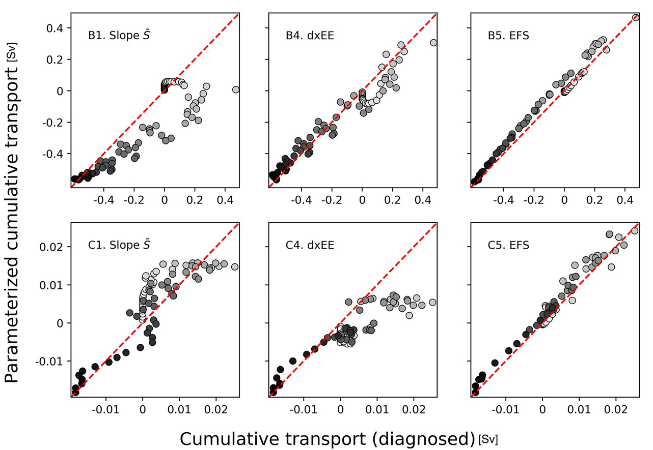 B1. Slope S̄
B4. dxEE
B5. EFS
0.4
0.2
0
-0.2
-0.4
-0.4 -0.2 0 0.2 0.4
-0.4 -0.2 0 0.2 0.4
-0.4 -0.2 0 0.2 0.4
C1. Slope S̄
C4. dxEE
C5. EFS
0.02
0.01
0
-0.01
-0.01 0 0.01 0.02
-0.01 0 0.01 0.02
-0.01 0 0.01 0.02
Parameterized cumulative transport [Sv]
Cumulative transport (diagnosed) [Sv]